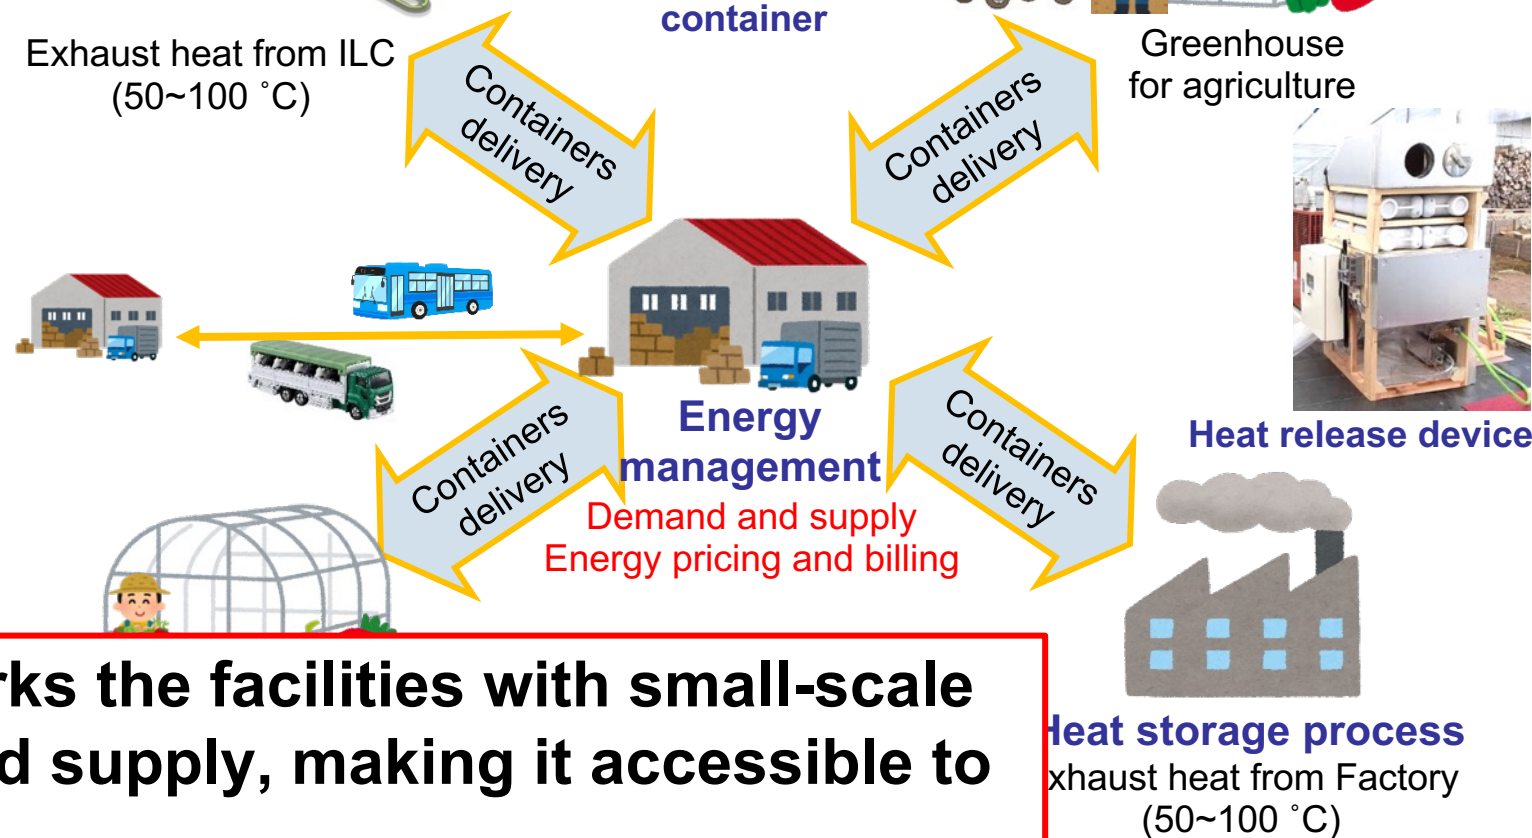 container
Exhaust heat from ILC
(50~100 ˚C)
Greenhouse
for agriculture
Containers
delivery
Containers
delivery
Heat release device
Energy
management
Demand and supply
Energy pricing and billing
Containers
delivery
Containers
delivery
rks the facilities with small-scale
d supply, making it accessible to
Heat storage process
xhaust heat from Factory
(50~100 ˚C)